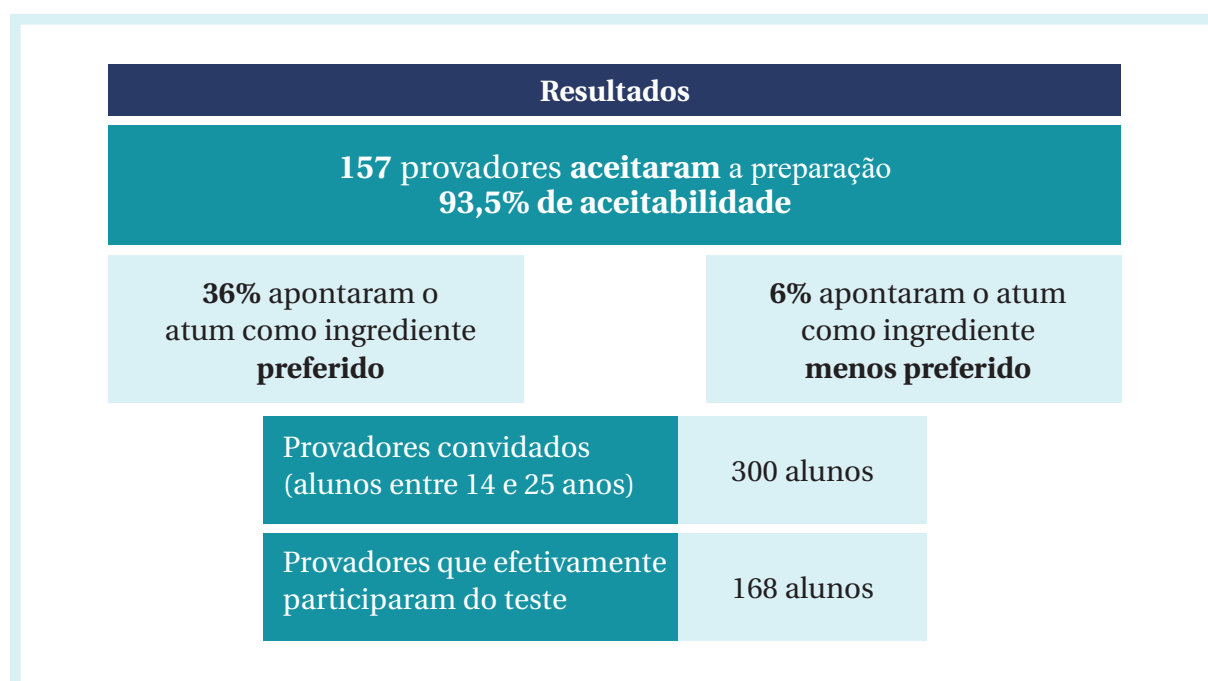 Resultados
157 provadores aceitaram a preparação
93,5% de aceitabilidade
36% apontaram o
atum como ingrediente
preferido
6% apontaram o atum
como ingrediente
menos preferido
Provadores convidados
(alunos entre 14 e 25 anos)
300 alunos
Provadores que efetivamente
participaram do teste
168 alunos